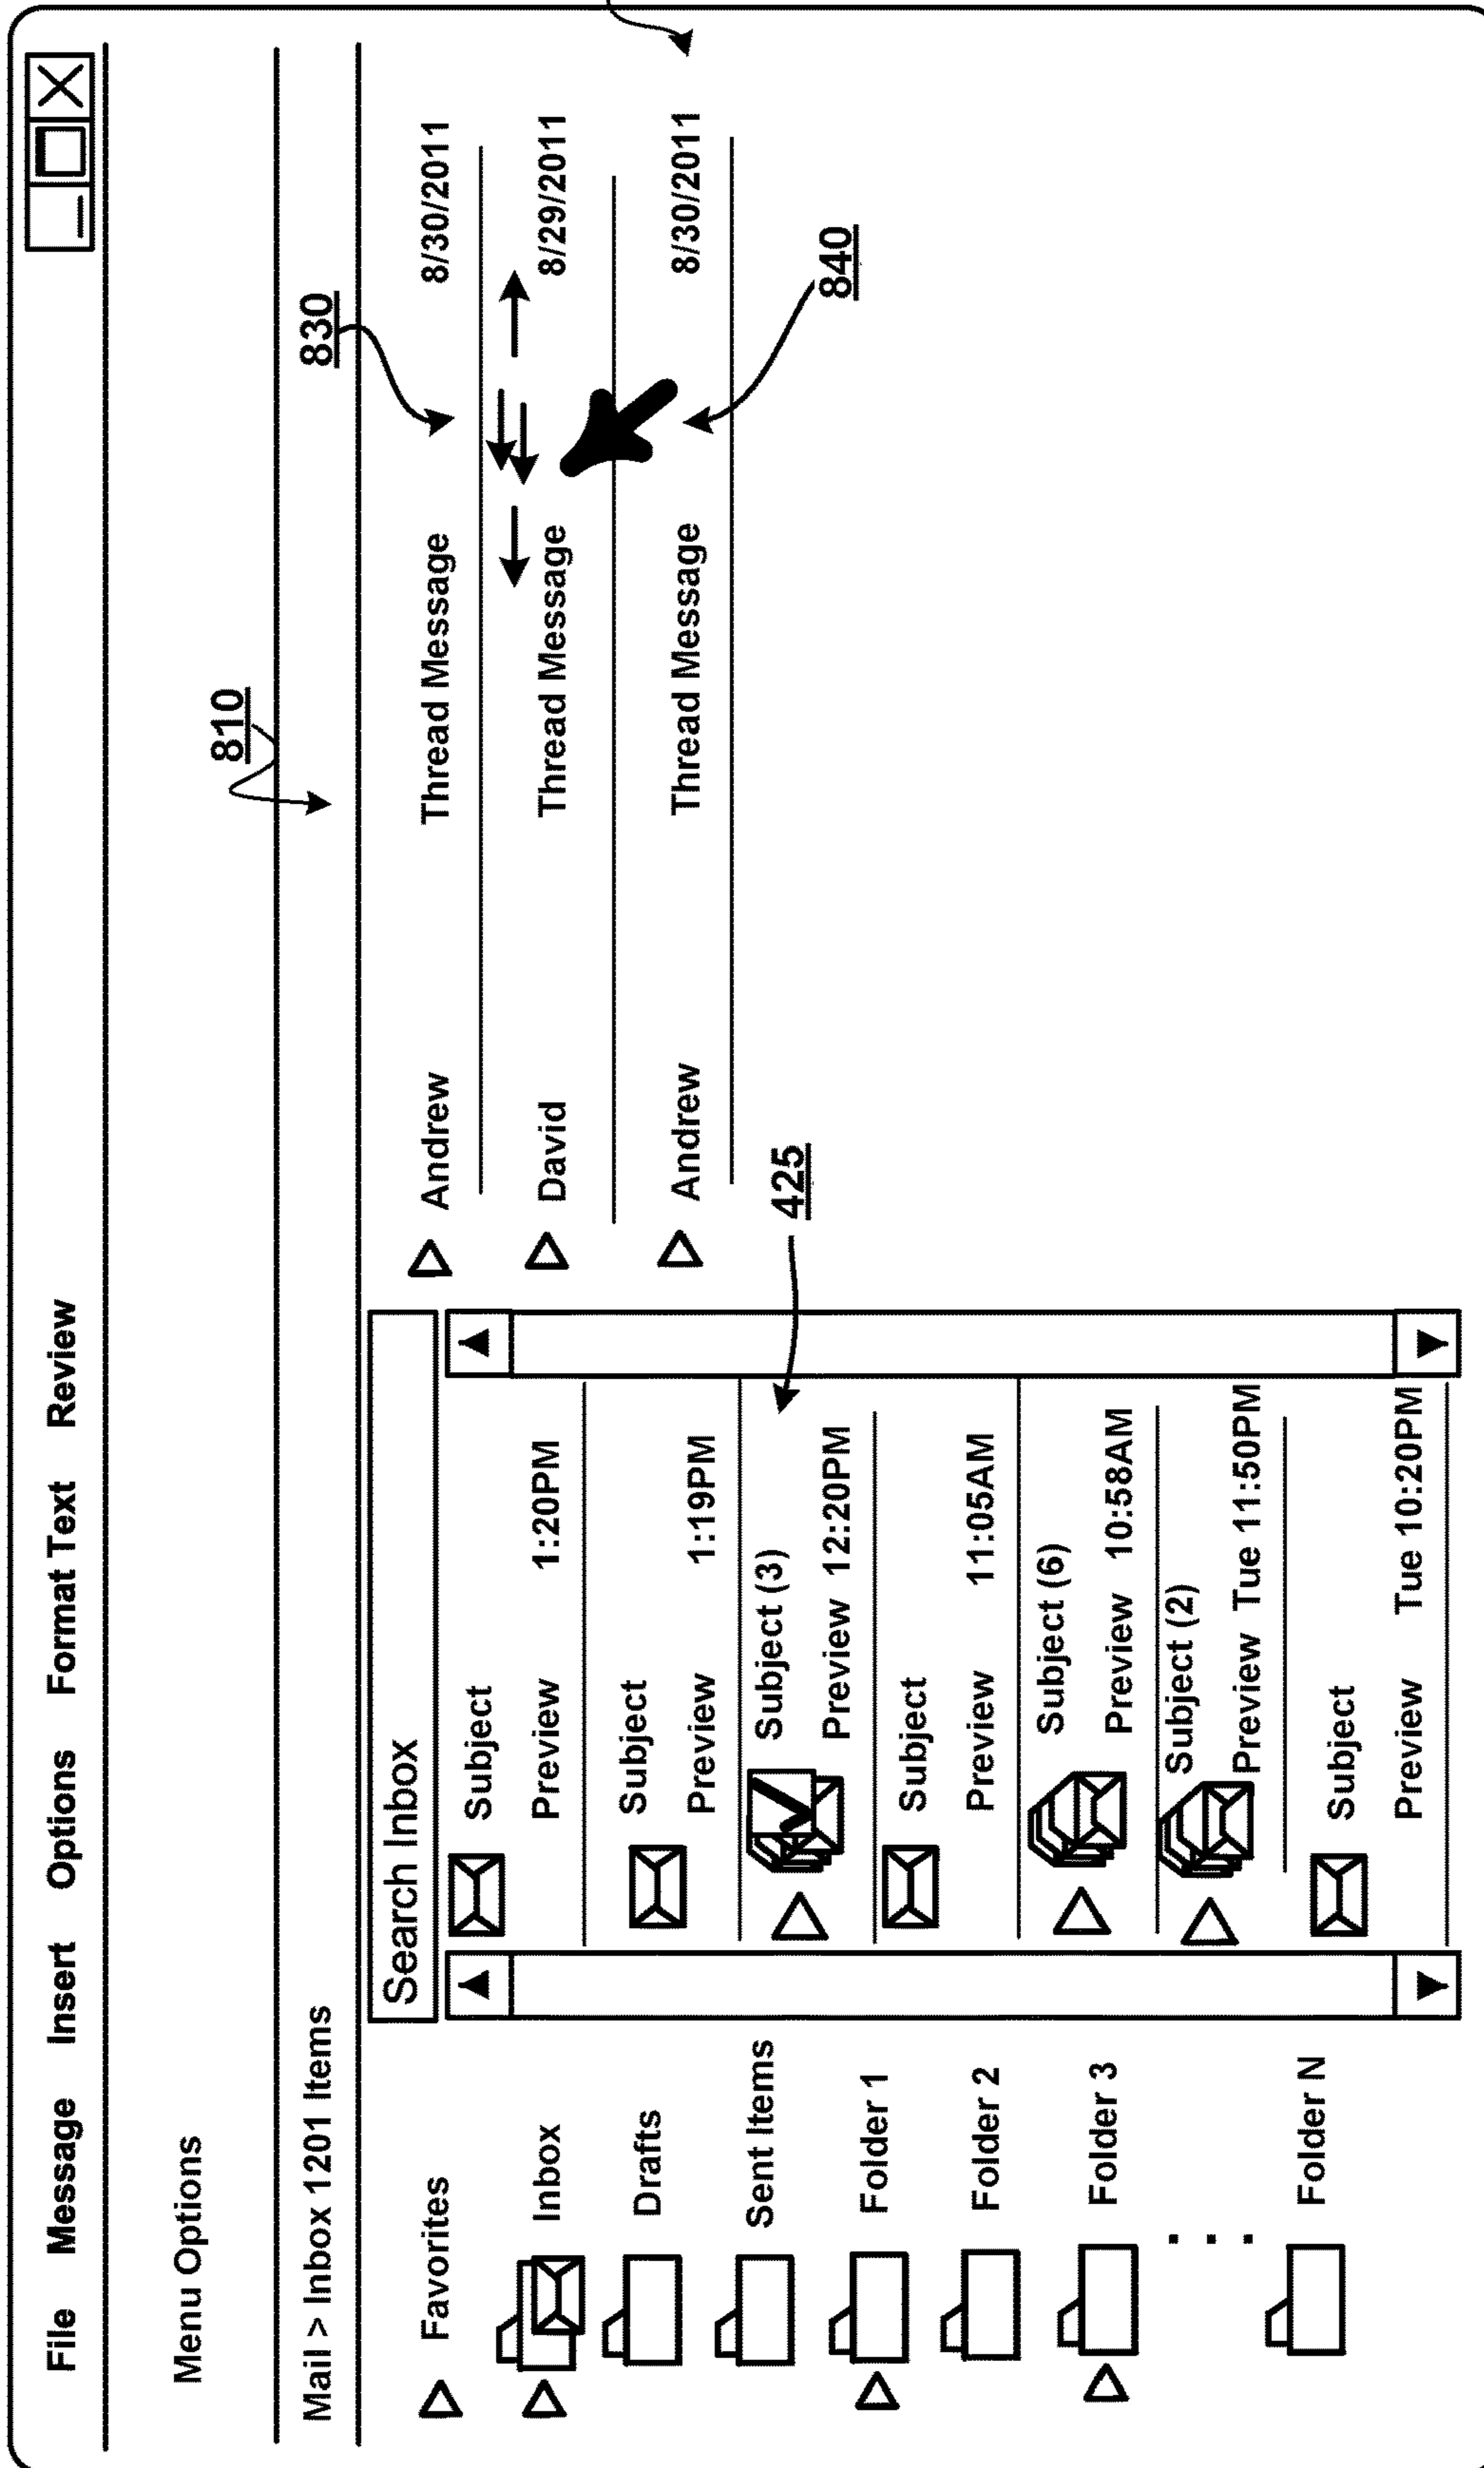 File Message Insert Options Format Text Review
Menu Options
810
830
Mail > Inbox 1201 Items
Search Inbox
Favorites
Inbox
Drafts
Sent Items
Folder 1
Folder 2
Folder 3
. . .
Folder N
Subject
Preview 1:20PM
Subject
Preview 1:19PM
Subject (3)
Preview 12:20PM
Subject
Preview 11:05AM
Subject (6)
Preview 10:58AM
Subject (2)
Preview Tue 11:50PM
Subject
Preview Tue 10:20PM
425
Andrew Thread Message 8/30/2011
David Thread Message 8/29/2011
Andrew Thread Message 8/30/2011
840